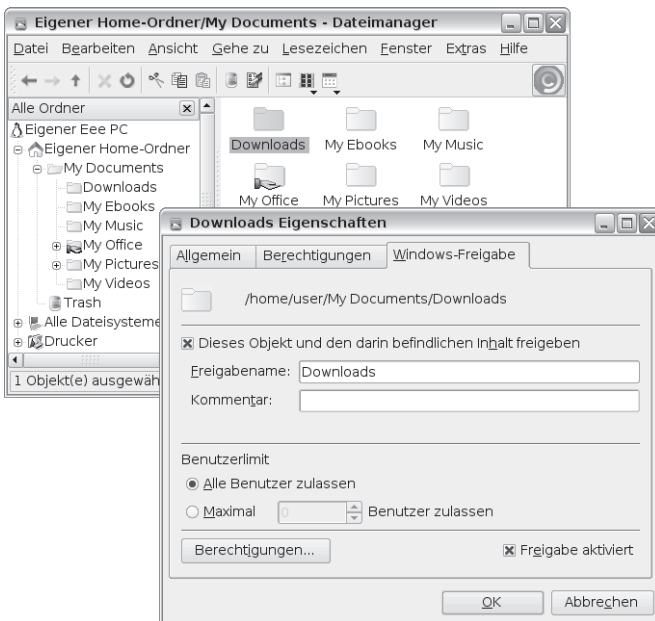 Eigener Home-Ordner/My Documents - Dateimanager
Datei Bearbeiten Ansicht Gehe zu Lesezeichen Fenster Extras Hilfe
Alle Ordner
Eigener Eee PC
Eigener Home-Ordner
My Documents
Downloads
My Ebooks
My Music
My Office
My Pictures
My Videos
Trash
Alle Dateisysteme
Drucker
1 Objekt(e) ausgewäh
Downloads My Ebooks My Music
My Office My Pictures My Videos
Downloads Eigenschaften
Allgemein Berechtigungen Windows-Freigabe
/home/user/My Documents/Downloads
Dieses Objekt und den darin befindlichen Inhalt freigeben
Freigabename: Downloads
Kommentar:
Benutzerlimit
Alle Benutzer zulassen
Maximal 0 Benutzer zulassen
Berechtigungen... Freigabe aktiviert
OK Abbrechen